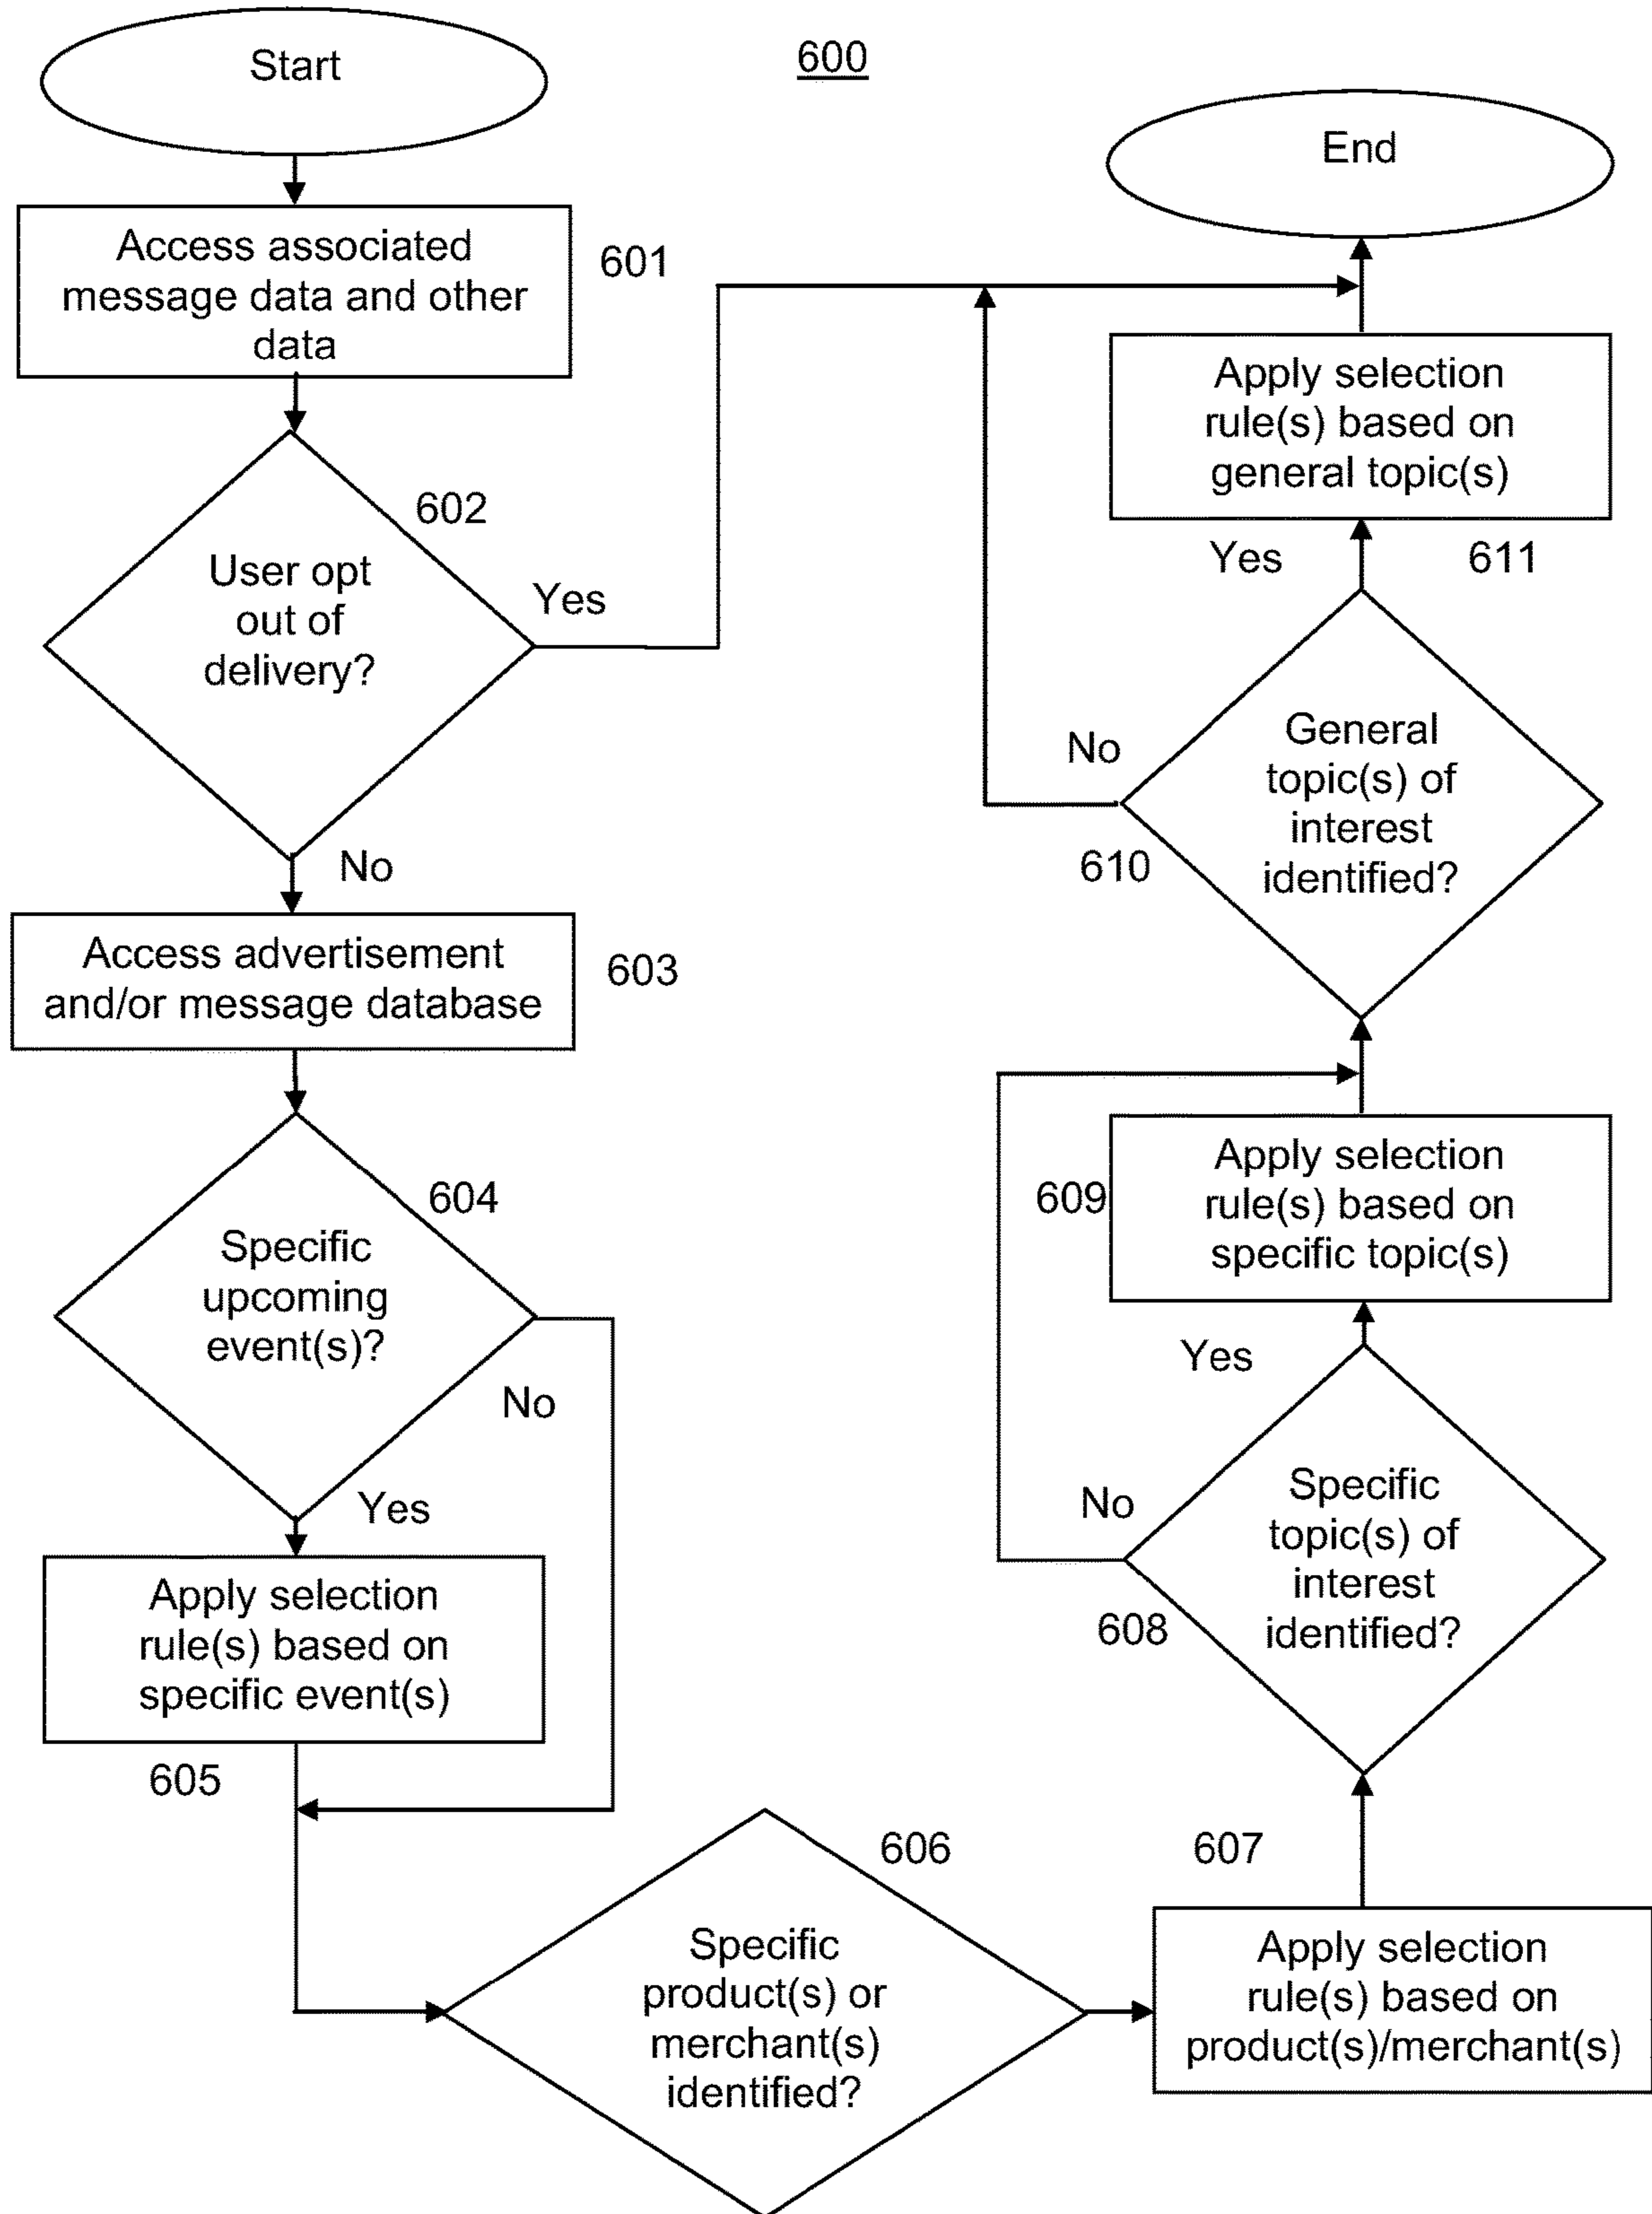 Start
600
End
Access associated
message data and other
data
601
602
User opt
out of
delivery?
Yes
No
Access advertisement
and/or message database
603
604
Specific
upcoming
event(s)?
No
Yes
Apply selection
rule(s) based on
specific event(s)
605
606
Specific
product(s) or
merchant(s)
identified?
607
Apply selection
rule(s) based on
product(s)/merchant(s)
Specific
topic(s) of
interest
identified?
608
No
Yes
609
Apply selection
rule(s) based on
specific topic(s)
General
topic(s) of
interest
identified?
610
No
Yes
611
Apply selection
rule(s) based on
general topic(s)